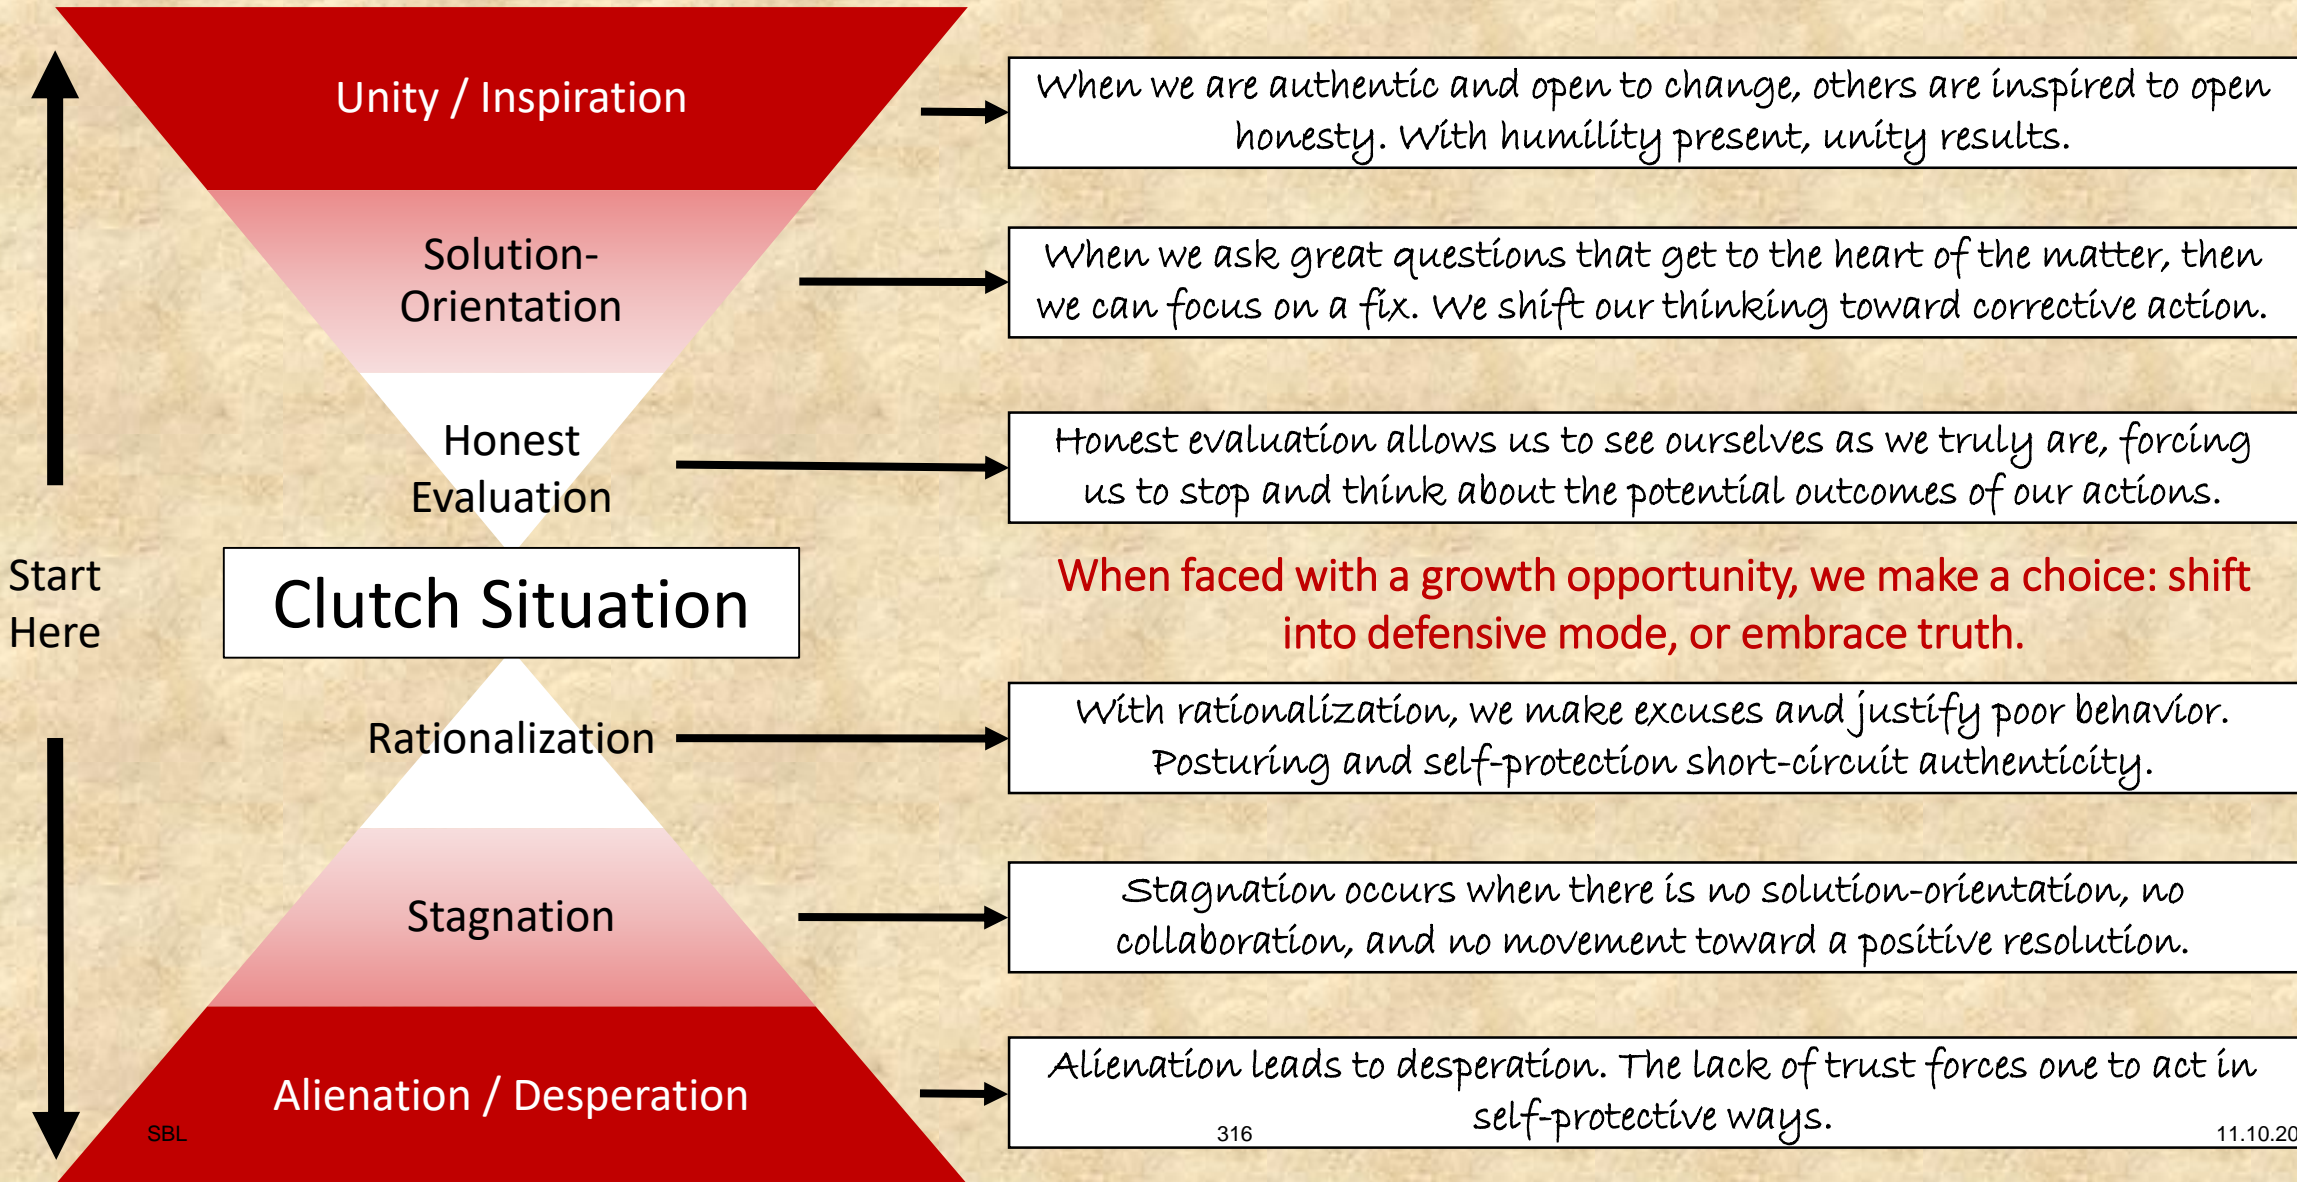 Unity / Inspiration
When we are authentic and open to change, others are inspired to open
honesty. With humility present, unity results.
Solution-
Orientation
When we ask great questions that get to the heart of the matter, then
we can focus on a fix. We shift our thinking toward corrective action.
Honest
Evaluation
Honest evaluation allows us to see ourselves as we truly are, forcing
us to stop and think about the potential outcomes of our actions.
Start
Here
Clutch Situation
When faced with a growth opportunity, we make a choice: shift
into defensive mode, or embrace truth.
Rationalization
With rationalization, we make excuses and justify poor behavior.
Posturing and self-protection short-circuit authenticity.
Stagnation
Stagnation occurs when there is no solution-orientation, no
collaboration, and no movement toward a positive resolution.
Alienation / Desperation
Alienation leads to desperation. The lack of trust forces one to act in
self-protective ways.
SBL
316
11.10.20